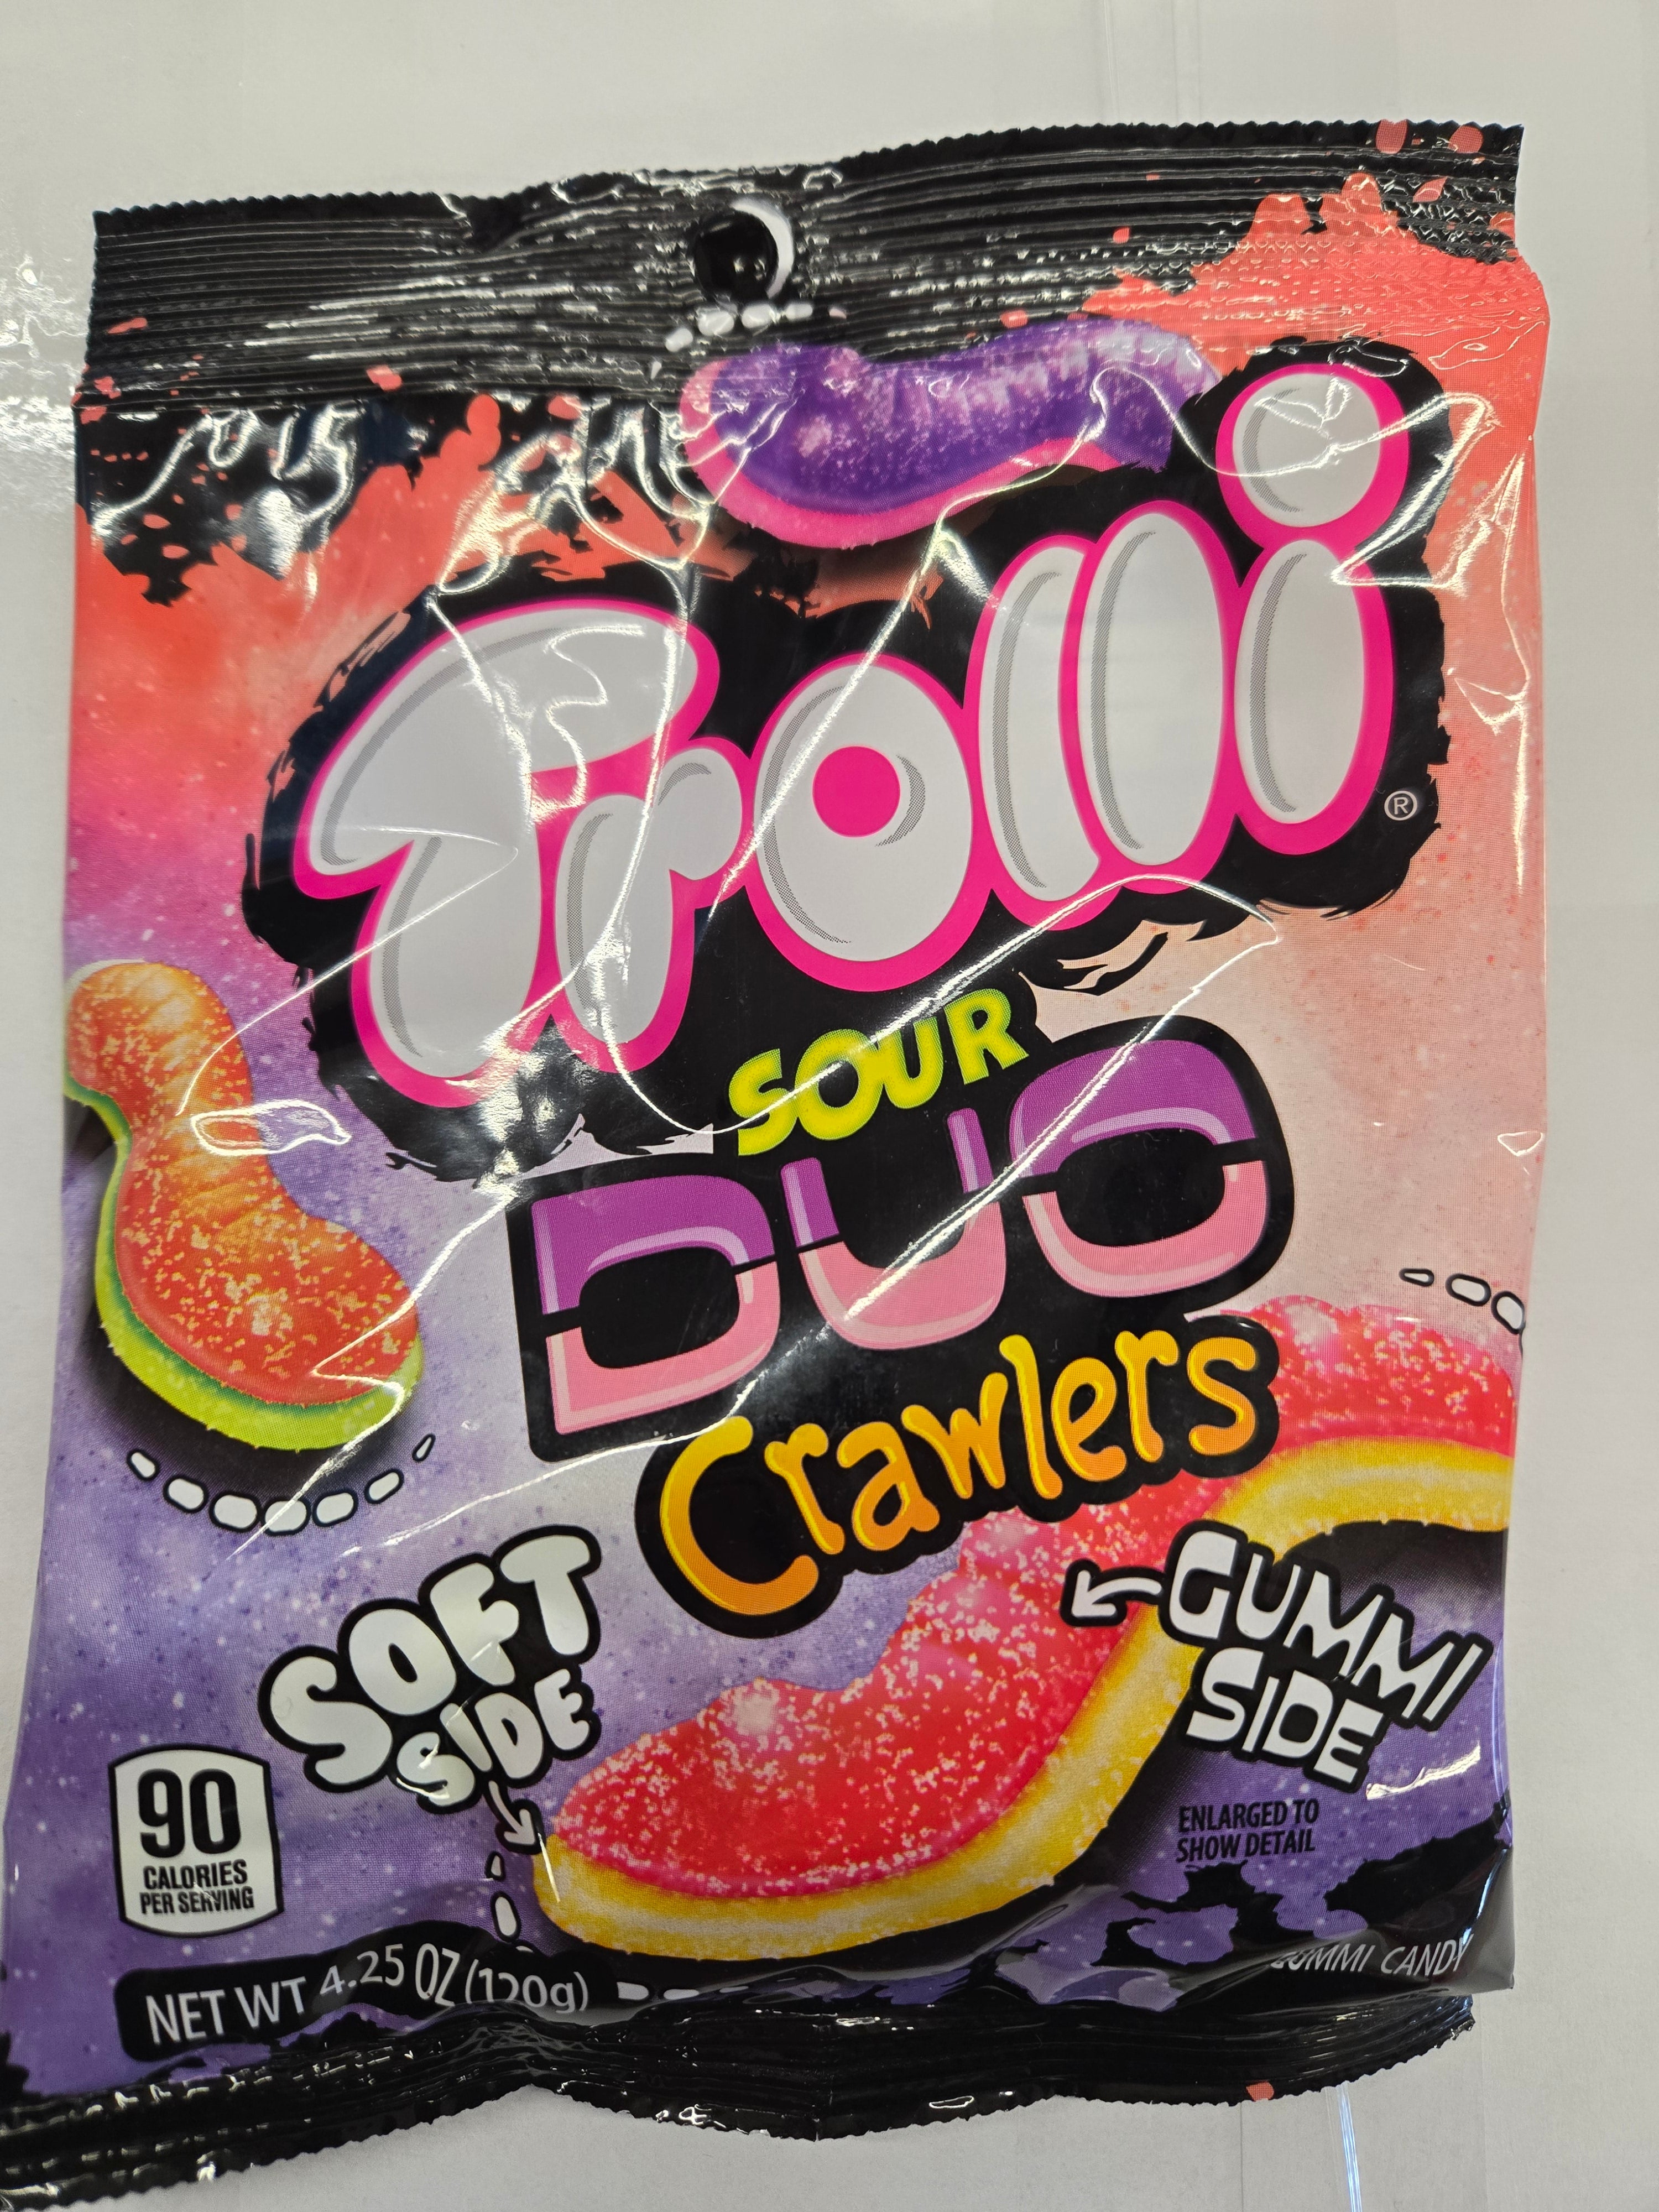 Trolli®
SOUR
DUO
Crawlers
SOFT
SIDE
GUMMI
SIDE
ENLARGED TO
SHOW DETAIL
90
CALORIES
PER SERVING
NET WT 4.25 OZ (120g)
GUMMI CANDY